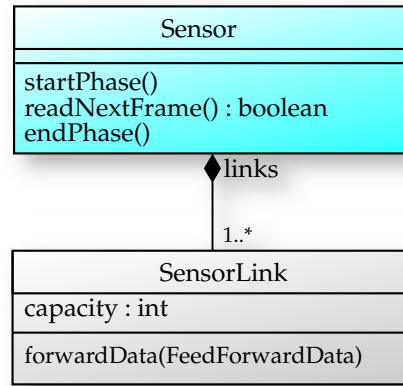 Sensor
startPhase()
readNextFrame() : boolean
endPhase()
links
1..*
SensorLink
capacity : int
forwardData(FeedForwardData)